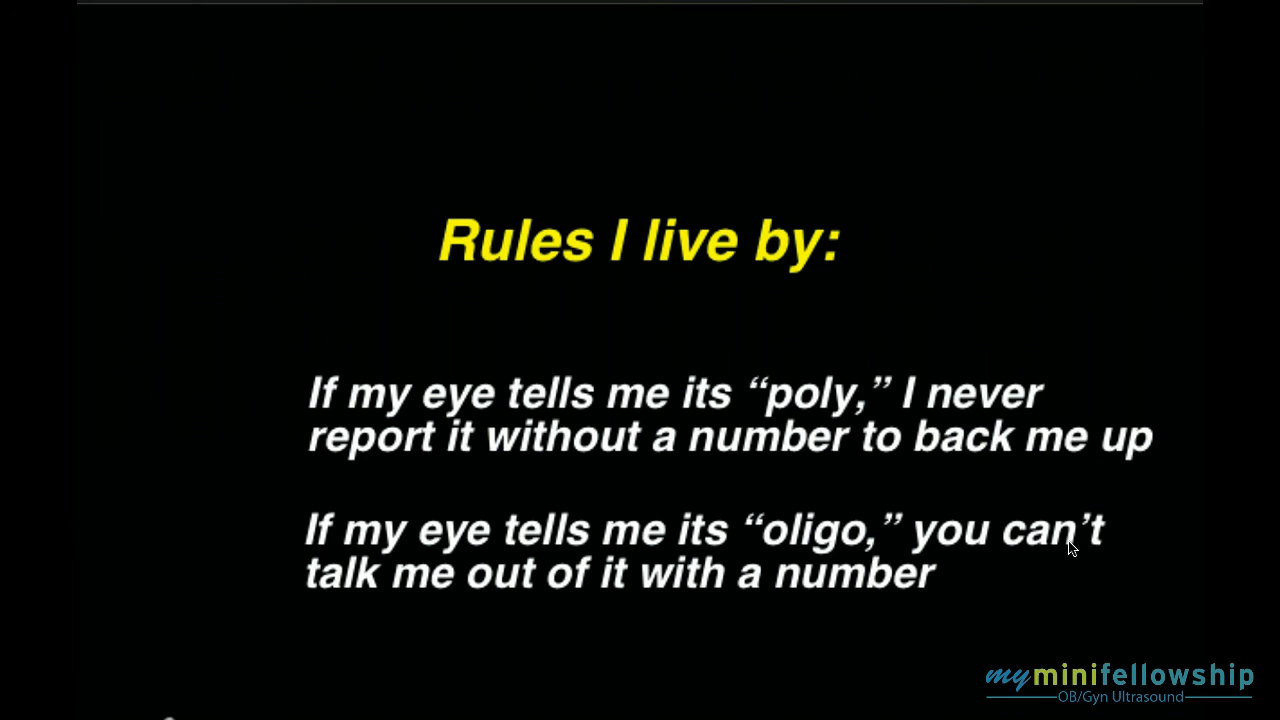 Rules I live by:
If my eye tells me its “poly,” I never
report it without a number to back me up
If my eye tells me its “oligo,” you can’t
talk me out of it with a number
myminifellowship
OB/Gyn Ultrasound